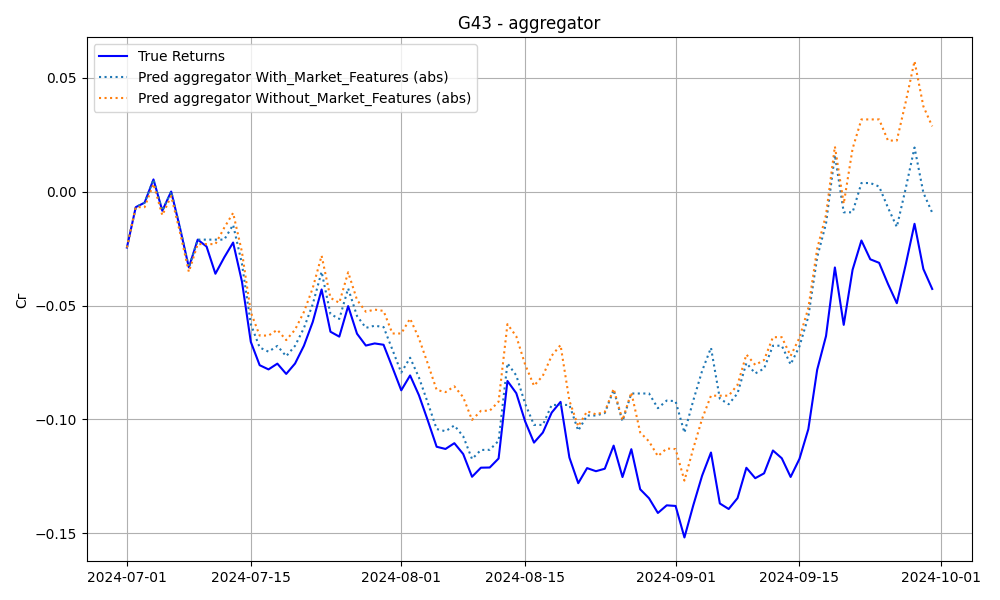 G43 - aggregator
True Returns
Pred aggregator With_Market_Features (abs)
Pred aggregator Without_Market_Features (abs)
Cr
0.05
0.00
−0.05
−0.10
−0.15
2024-07-01 2024-07-15 2024-08-01 2024-08-15 2024-09-01 2024-09-15 2024-10-01